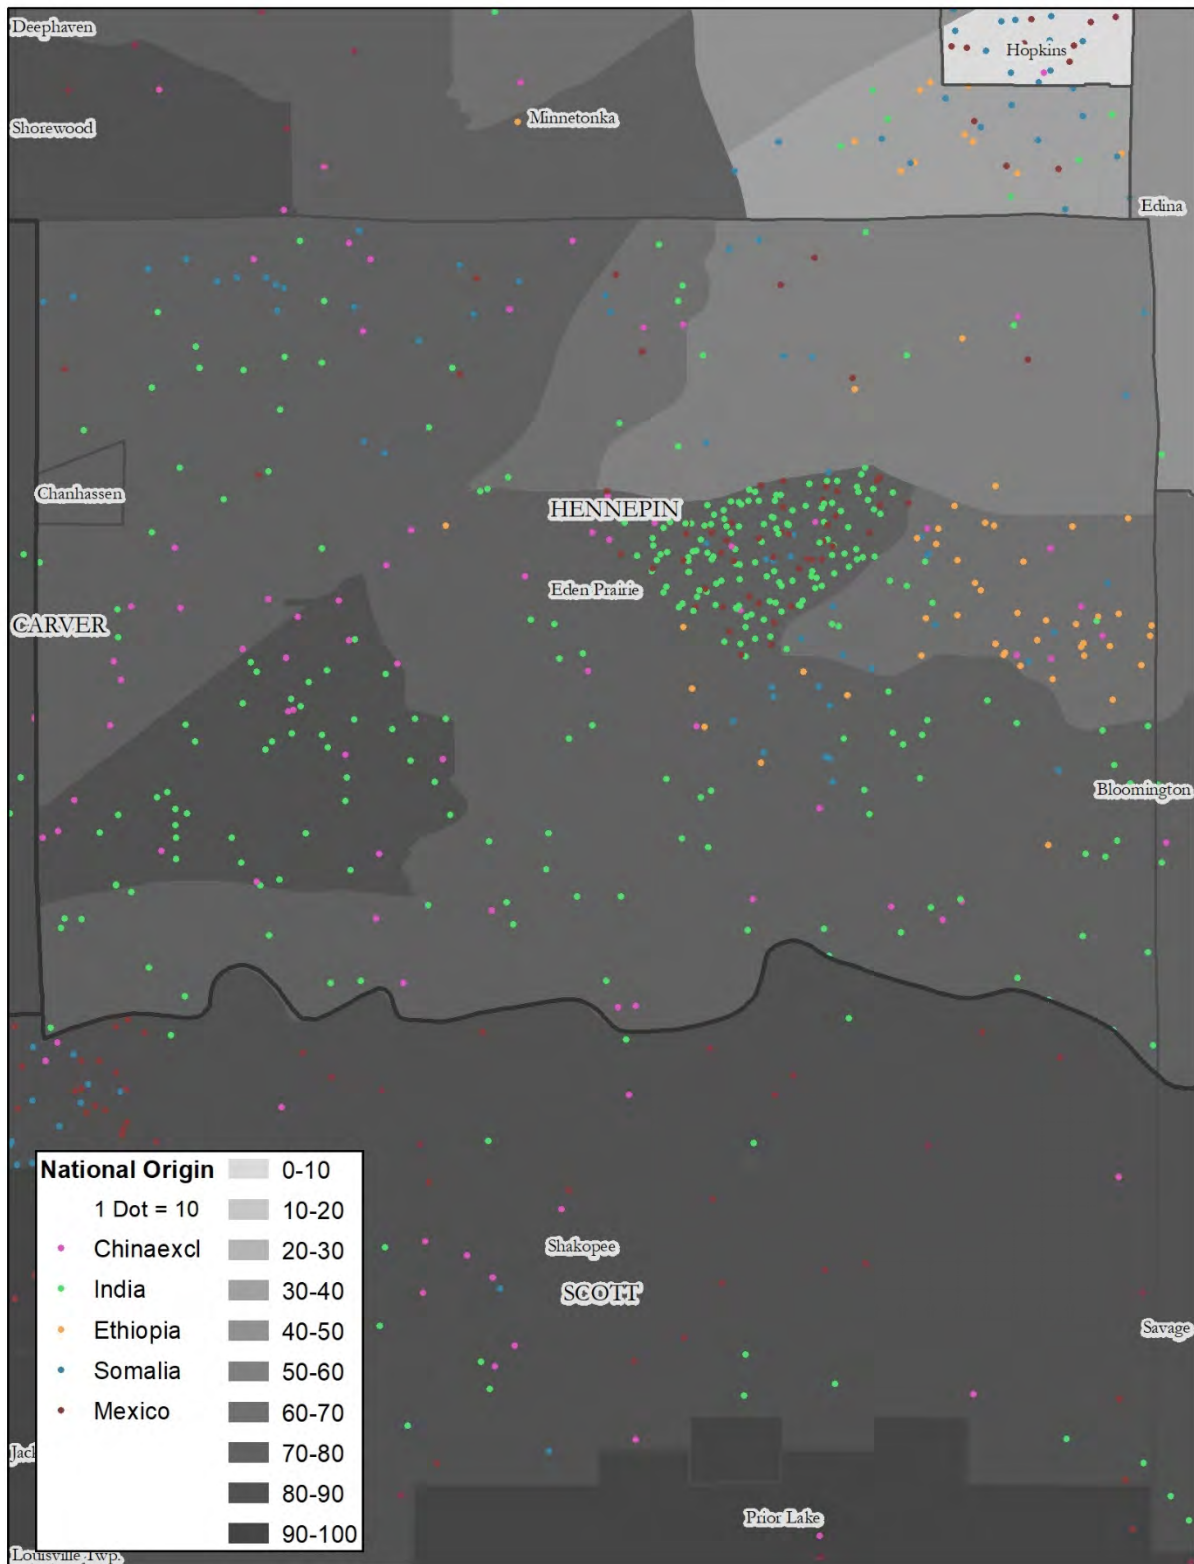 Deephaven
Hopkins
Minnetonka
Shorewood
Edina
Chanhassen
HENNEPIN
Eden Prairie
CARVER
Bloomington
National Origin
1 Dot = 10
Chinaexcl
India
Ethiopia
Somalia
Mexico
0-10
10-20
20-30
30-40
40-50
50-60
60-70
70-80
80-90
90-100
Shakopee
SCOTT
Savage
Jack
Prior Lake
Louisville Twp.